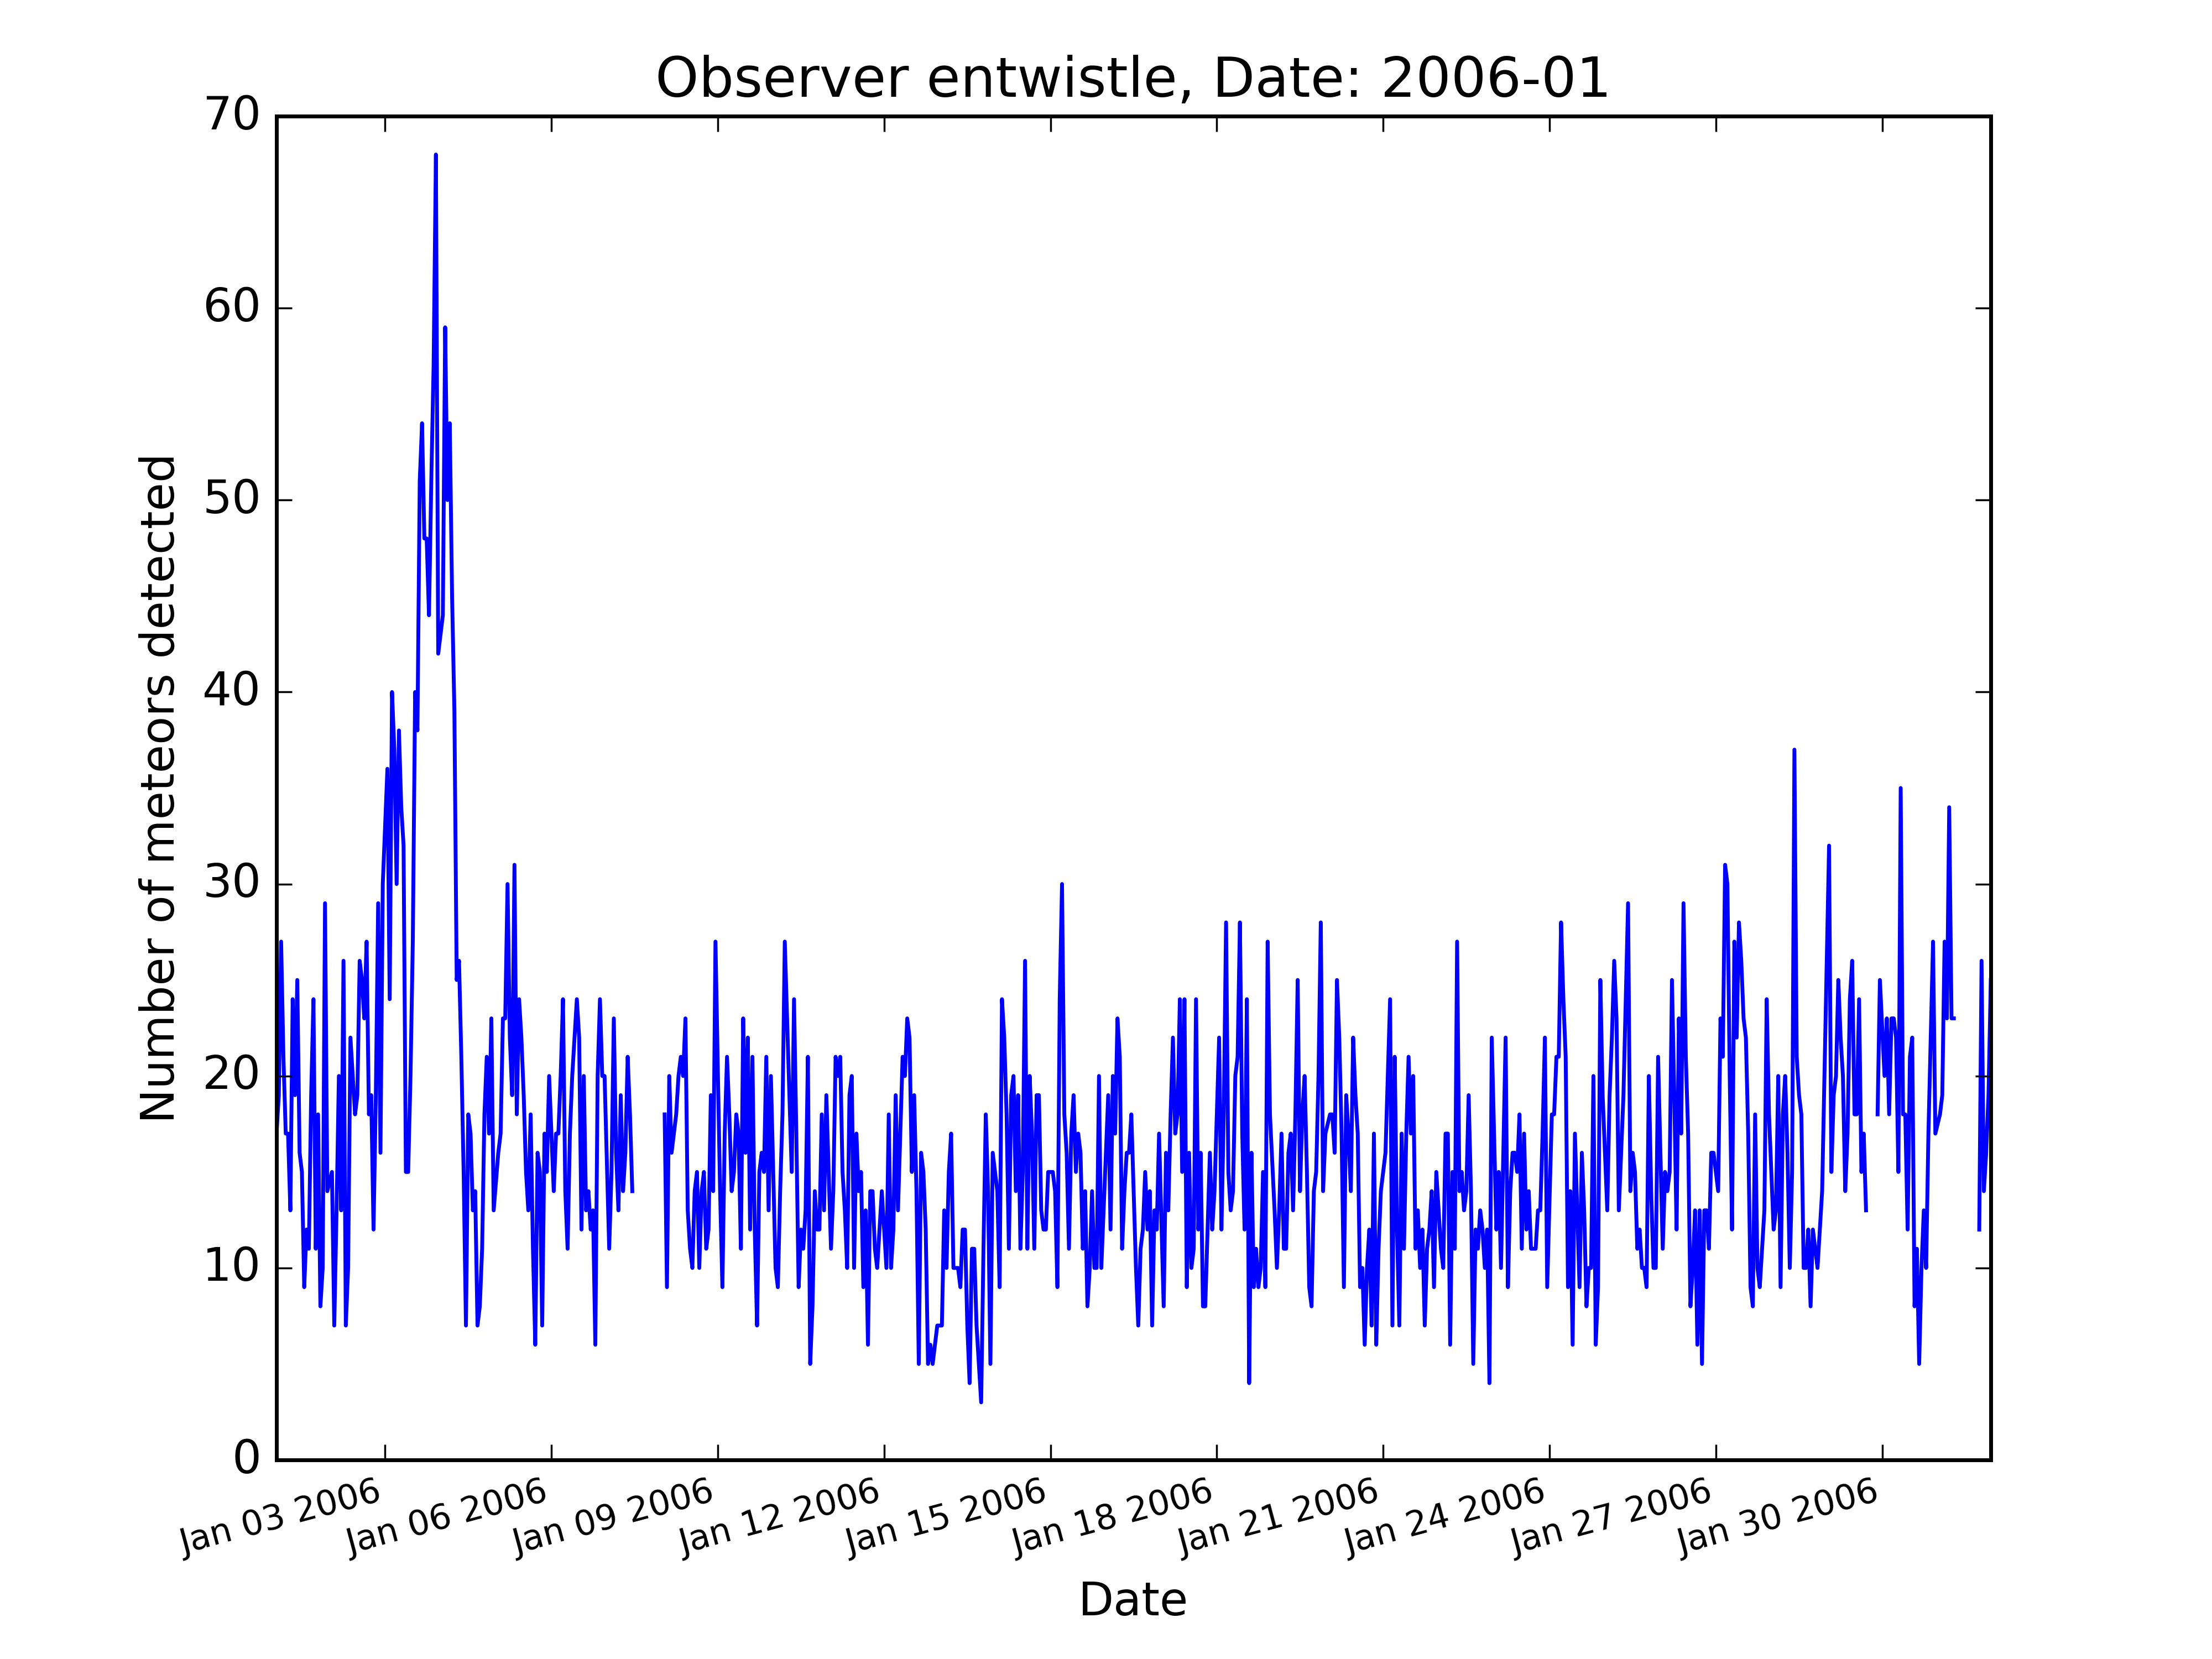 Observer entwistle, Date: 2006-01
Number of meteors detected
70
60
50
40
30
20
10
0
Jan 03 2006
Jan 06 2006
Jan 09 2006
Jan 12 2006
Jan 15 2006
Jan 18 2006
Jan 21 2006
Jan 24 2006
Jan 27 2006
Jan 30 2006
Date